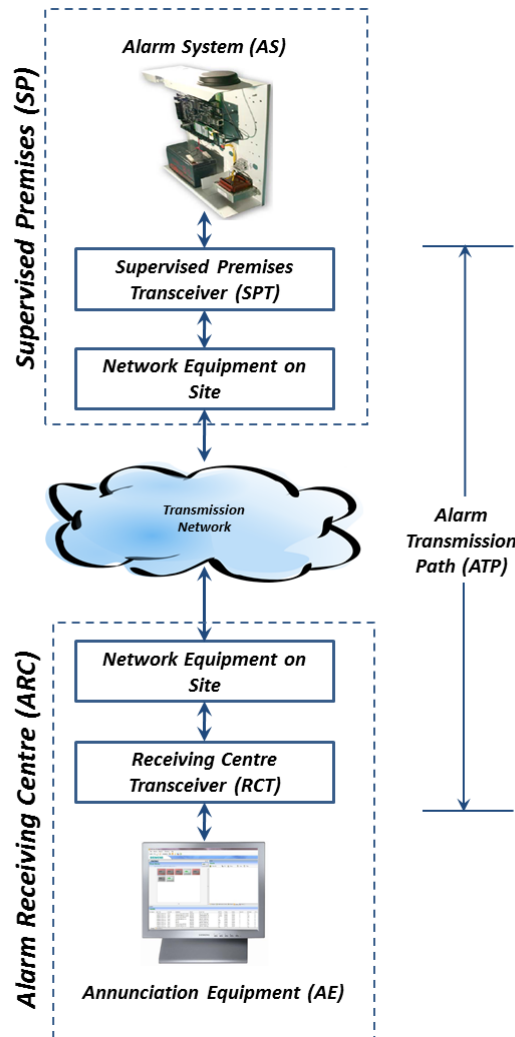 Supervised Premises (SP)
Alarm System (AS)
Supervised Premises
Transceiver (SPT)
Network Equipment on
Site
Transmission
Network
Alarm
Transmission
Path (ATP)
Alarm Receiving Centre (ARC)
Network Equipment on
Site
Receiving Centre
Transceiver (RCT)
Annunciation Equipment (AE)